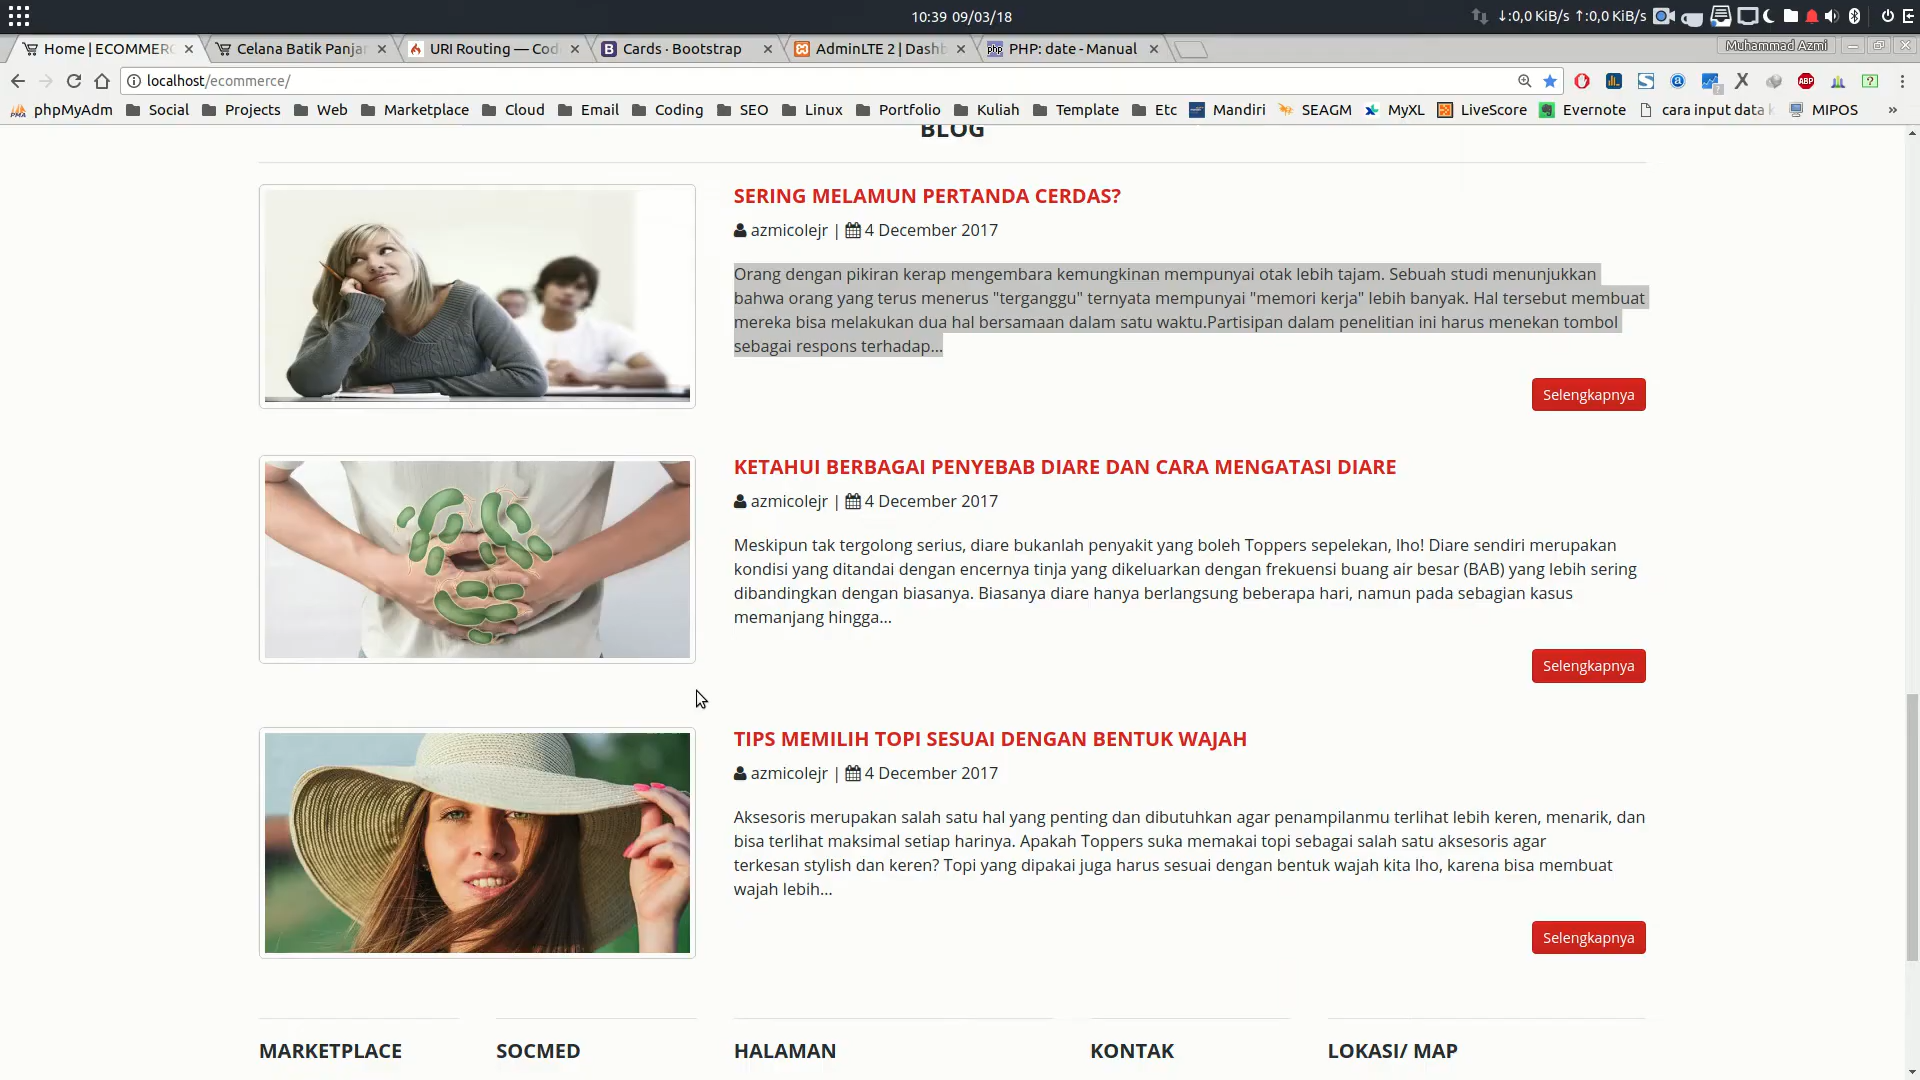 10:39 09/03/18
↓:0,0 KiB/s ↑:0,0 KiB/s
Home | ECOMMERC
Celana Batik Panjan
URI Routing — Cod
Cards · Bootstrap
AdminLTE 2 | Dashb
PHP: date - Manual
Muhammad Azmi
localhost/ecommerce/
phpMyAdm Social Projects Web Marketplace Cloud Email Coding SEO Linux Portfolio Kuliah Template Etc Mandiri SEAGM MyXL LiveScore Evernote cara input data MIPOS »
BLOG
SERING MELAMUN PERTANDA CERDAS?
azmicolejr | 4 December 2017
Orang dengan pikiran kerap mengembara kemungkinan mempunyai otak lebih tajam. Sebuah studi menunjukkan
bahwa orang yang terus menerus "terganggu" ternyata mempunyai "memori kerja" lebih banyak. Hal tersebut membuat
mereka bisa melakukan dua hal bersamaan dalam satu waktu.Partisipan dalam penelitian ini harus menekan tombol
sebagai respons terhadap...
Selengkapnya
KETAHUI BERBAGAI PENYEBAB DIARE DAN CARA MENGATASI DIARE
azmicolejr | 4 December 2017
Meskipun tak tergolong serius, diare bukanlah penyakit yang boleh Toppers sepelekan, lho! Diare sendiri merupakan
kondisi yang ditandai dengan encernya tinja yang dikeluarkan dengan frekuensi buang air besar (BAB) yang lebih sering
dibandingkan dengan biasanya. Biasanya diare hanya berlangsung beberapa hari, namun pada sebagian kasus
memanjang hingga...
Selengkapnya
TIPS MEMILIH TOPI SESUAI DENGAN BENTUK WAJAH
azmicolejr | 4 December 2017
Aksesoris merupakan salah satu hal yang penting dan dibutuhkan agar penampilanmu terlihat lebih keren, menarik, dan
bisa terlihat maksimal setiap harinya. Apakah Toppers suka memakai topi sebagai salah satu aksesoris agar
terkesan stylish dan keren? Topi yang dipakai juga harus sesuai dengan bentuk wajah kita lho, karena bisa membuat
wajah lebih...
Selengkapnya
MARKETPLACE SOCMED HALAMAN KONTAK LOKASI/ MAP